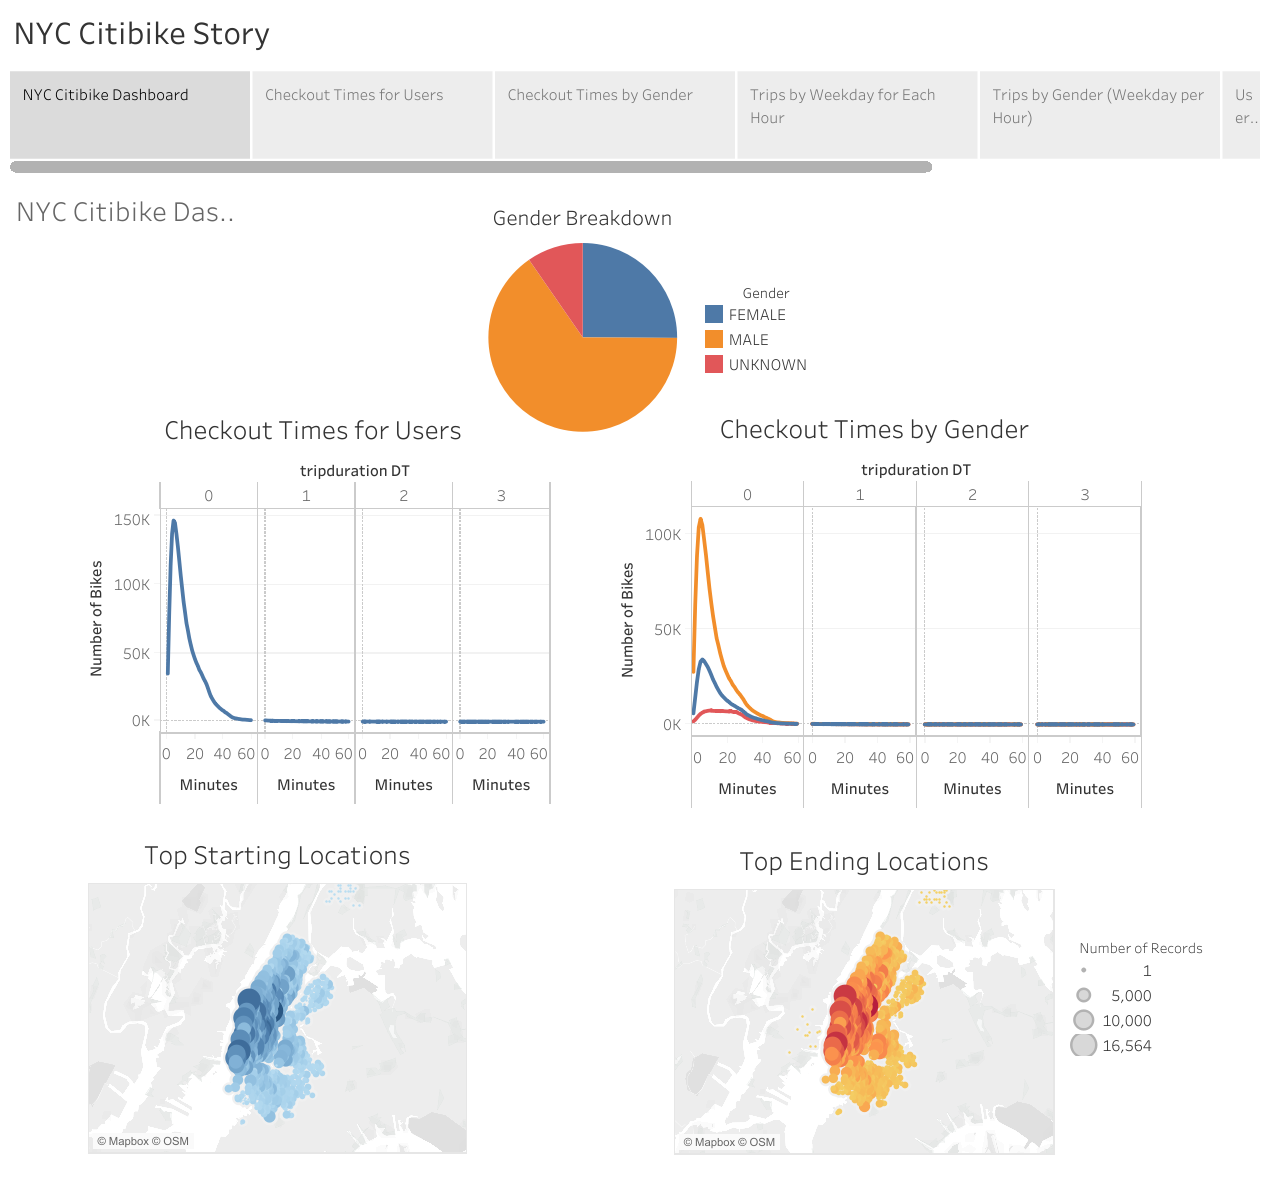 NYC Citibike Story
NYC Citibike Dashboard
Checkout Times for Users
Checkout Times by Gender
Trips by Weekday for Each
Hour
Trips by Gender (Weekday per
Hour)
Us
er..
NYC Citibike Das..
Gender Breakdown
Gender
FEMALE
MALE
UNKNOWN
Checkout Times for Users
tripduration DT
0 1 2 3
Number of Bikes
150K
100K
50K
0K
0 20 40 60 0 20 40 60 0 20 40 60 0 20 40 60
Minutes Minutes Minutes Minutes
Checkout Times by Gender
tripduration DT
0 1 2 3
Number of Bikes
100K
50K
0K
0 20 40 60 0 20 40 60 0 20 40 60 0 20 40 60
Minutes Minutes Minutes Minutes
Top Starting Locations
© Mapbox © OSM
Top Ending Locations
© Mapbox © OSM
Number of Records
1
5,000
10,000
16,564